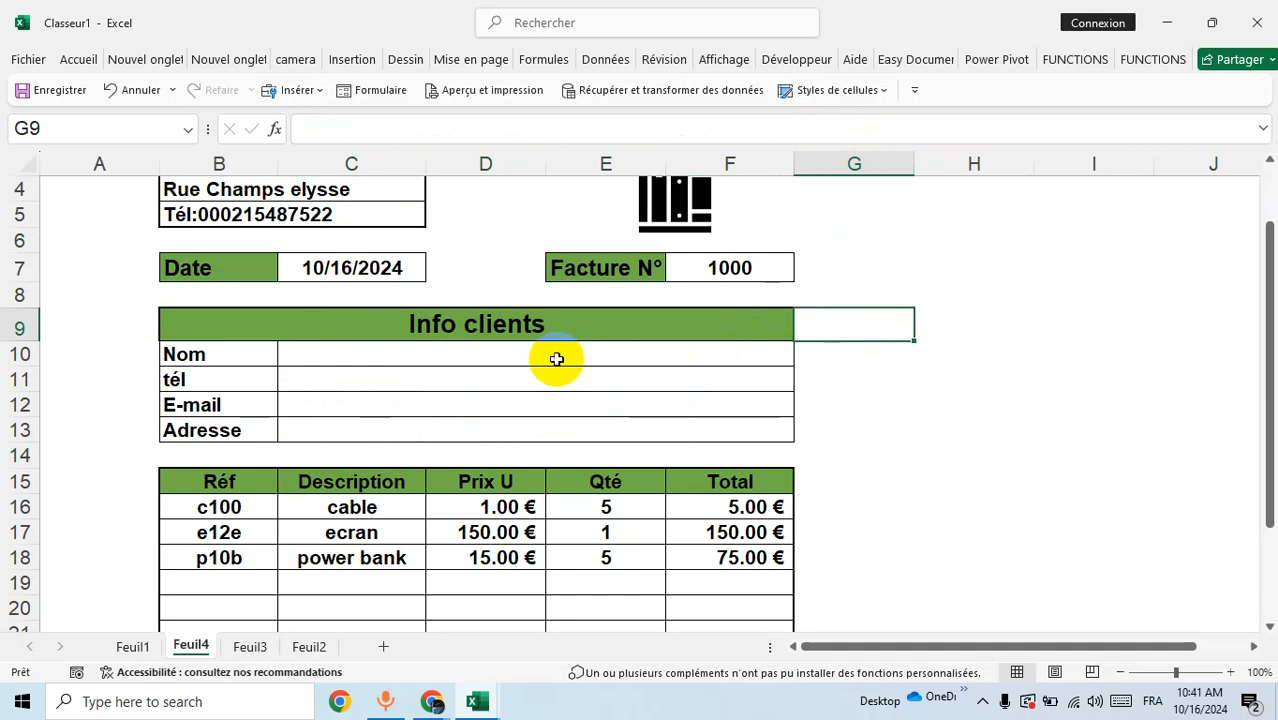 Classeur1 - Excel
Rechercher
Connexion
Fichier Accueil Nouvel ongle Nouvel ongle camera Insertion Dessin Mise en page Formules Données Révision Affichage Développeur Aide Easy Documen Power Pivot FUNCTIONS FUNCTIONS Partager
Enregistrer Annuler Refaire Insérer Formulaire Aperçu et impression Récupérer et transformer des données Styles de cellules
G9
fx
A B C D E F G H I J
4 Rue Champs elysse
5 Tél:000215487522
6
7 Date 10/16/2024 Facture N° 1000
8
9 Info clients
10 Nom
11 tél
12 E-mail
13 Adresse
14
15 Réf Description Prix U Qté Total
16 c100 cable 1.00 € 5 5.00 €
17 e12e ecran 150.00 € 1 150.00 €
18 p10b power bank 15.00 € 5 75.00 €
19
20
21
Feuil1 Feuil4 Feuil3 Feuil2
Prêt Accessibilité : consultez nos recommandations Un ou plusieurs compléments n'ont pas pu installer des fonctions personnalisées. 100%
Type here to search Desktop OneDri FRA 10:41 AM
10/16/2024 2